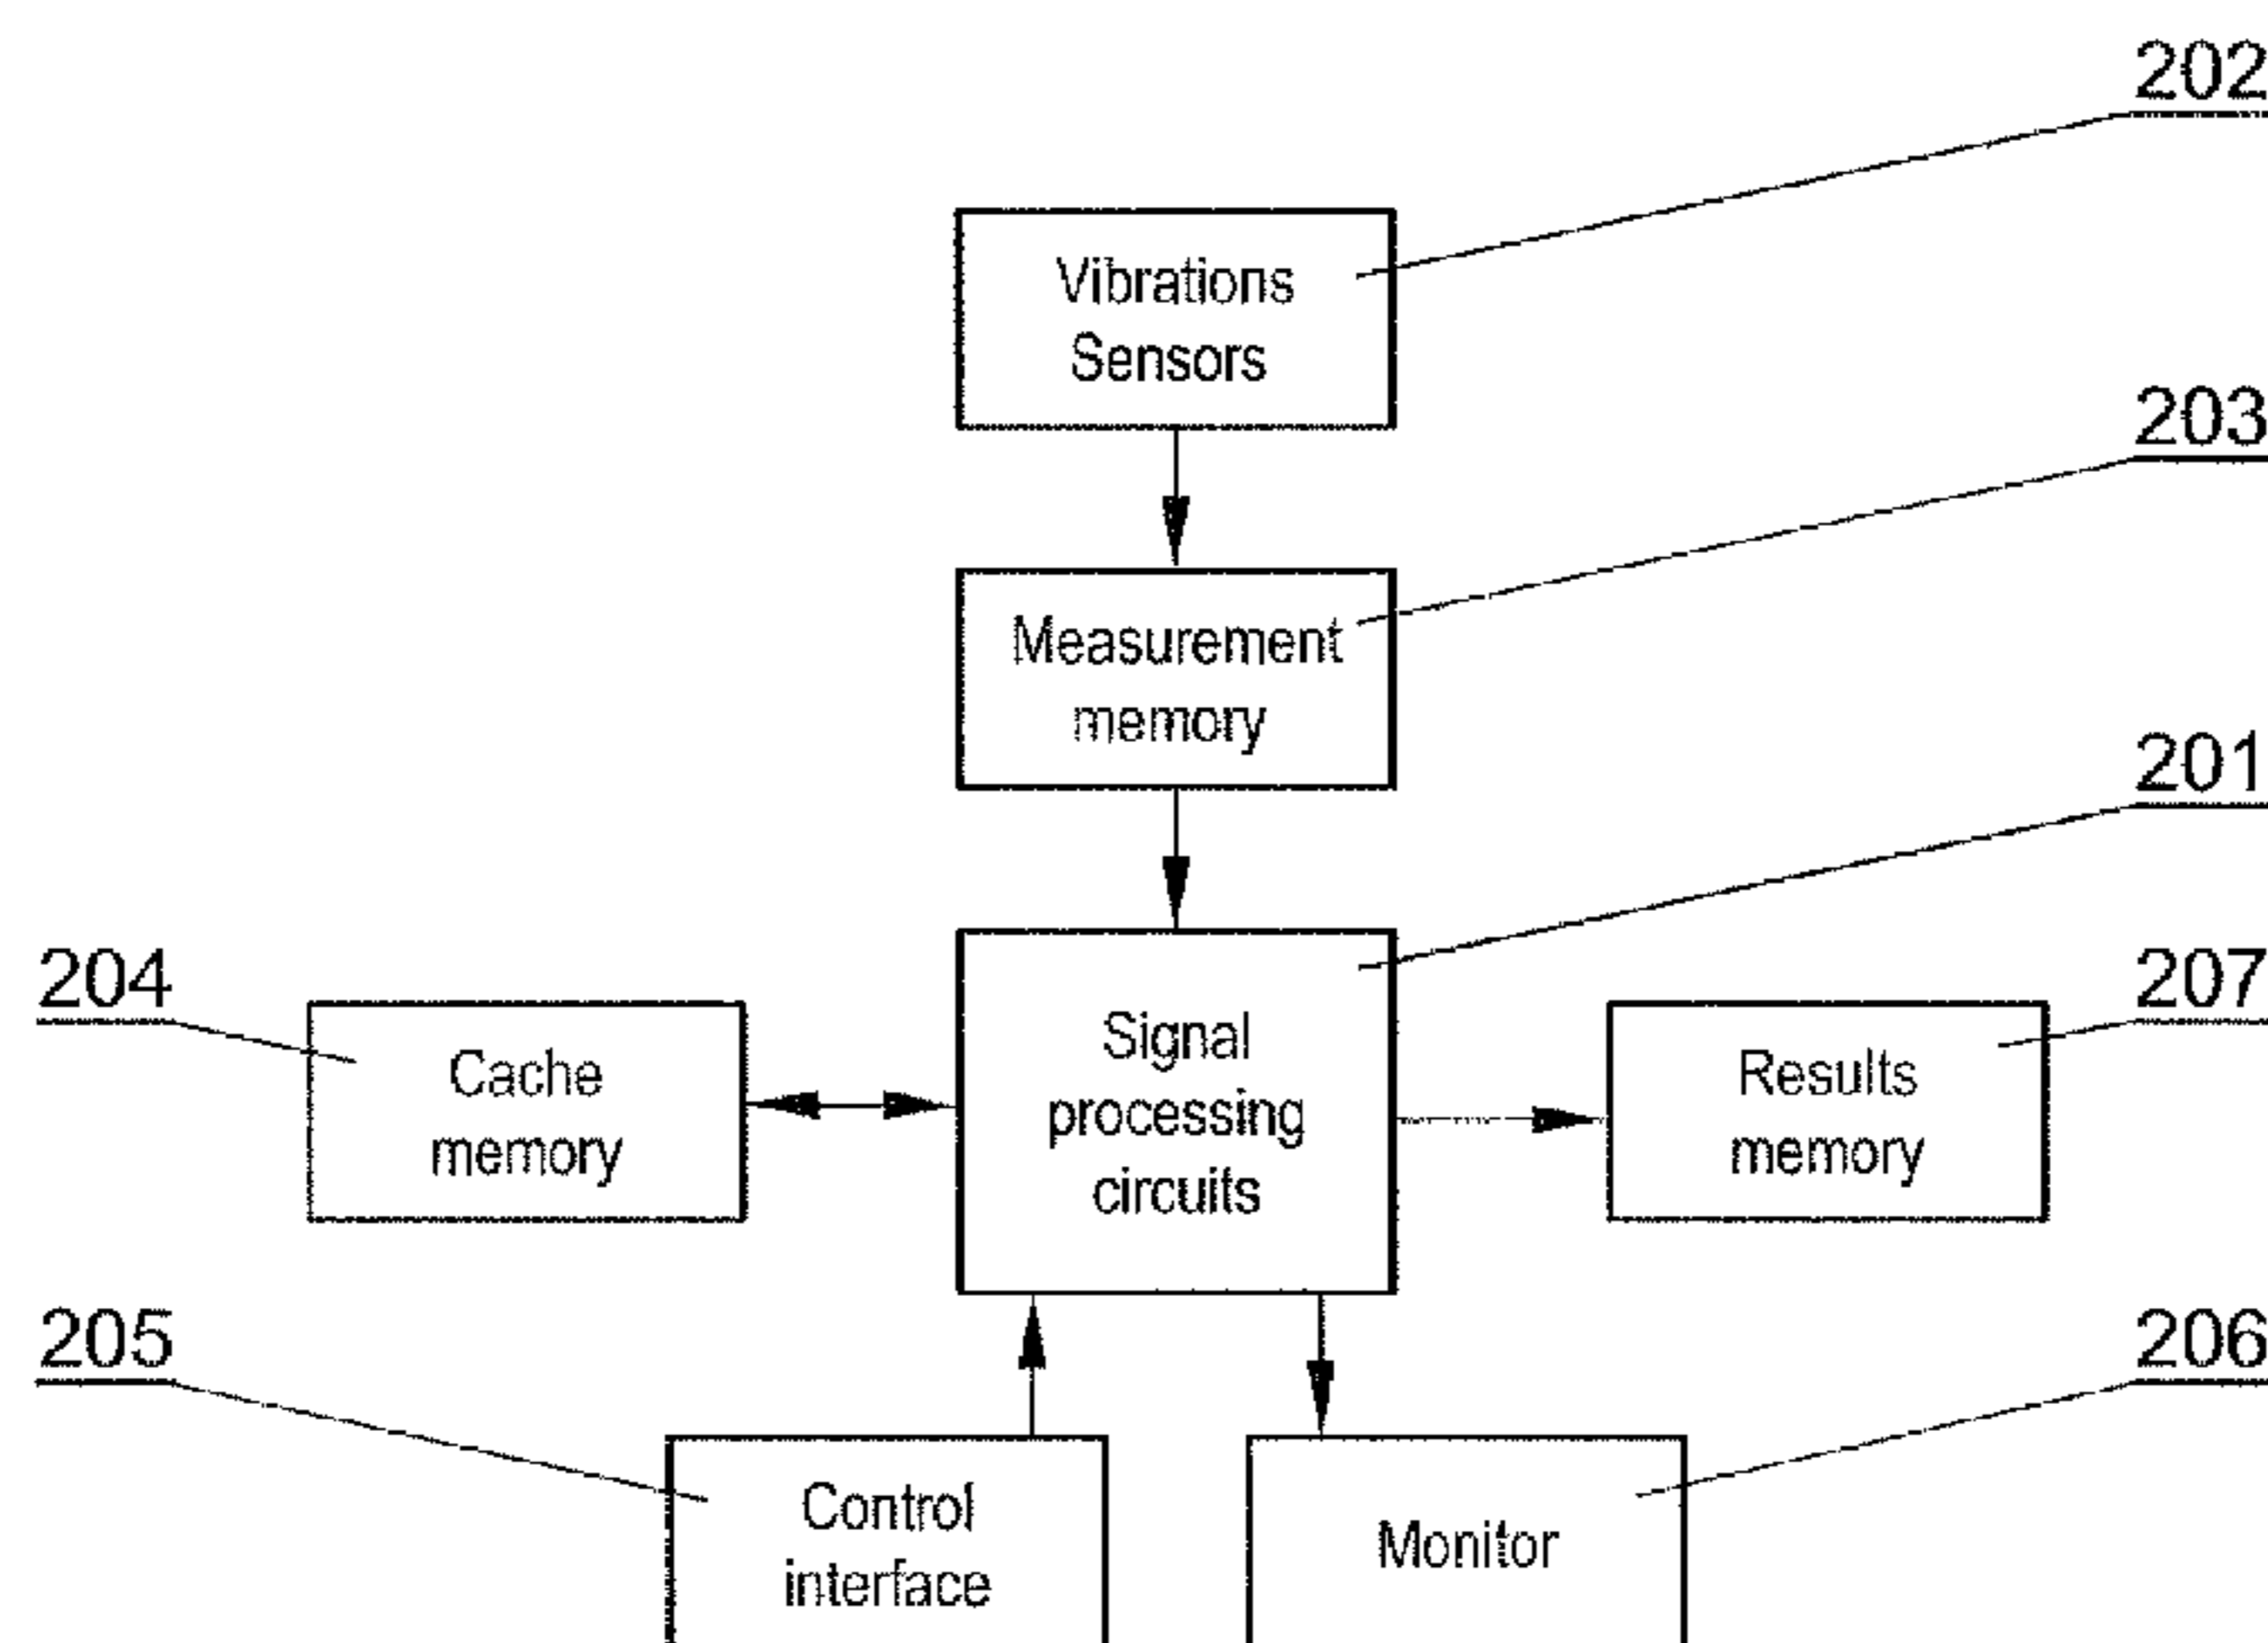 202
Vibrations
Sensors
203
Measurement
memory
201
204
207
Cache
memory
Signal
processing
circuits
Results
memory
205
206
Control
interface
Monitor